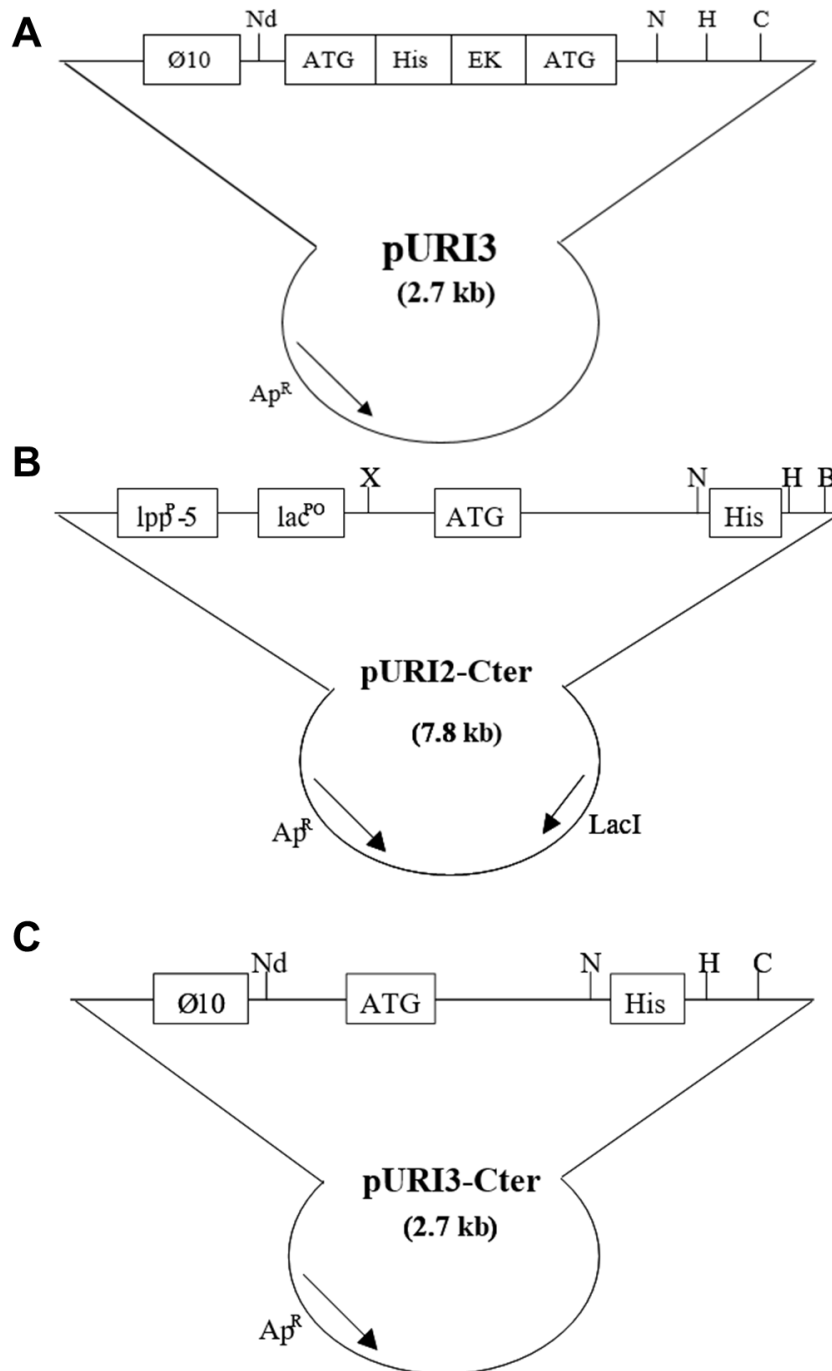 A
Nd N H C
Ø10 ATG His EK ATG
pURI3
(2.7 kb)
Ap^R
B
X N H B
lpp^P-5 lac^PO ATG His
pURI2-Cter
(7.8 kb)
Ap^R LacI
C
Nd N H C
Ø10 ATG His
pURI3-Cter
(2.7 kb)
Ap^R